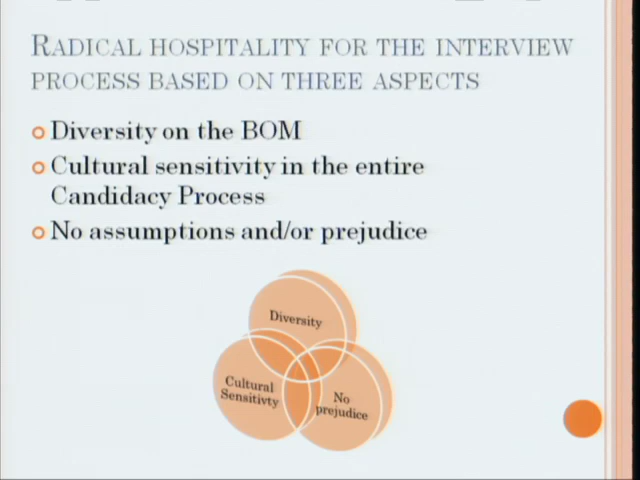 RADICAL HOSPITALITY FOR THE INTERVIEW
PROCESS BASED ON THREE ASPECTS
Diversity on the BOM
Cultural sensitivity in the entire
Candidacy Process
No assumptions and/or prejudice
Diversity
Cultural
Sensitivty
No
prejudice